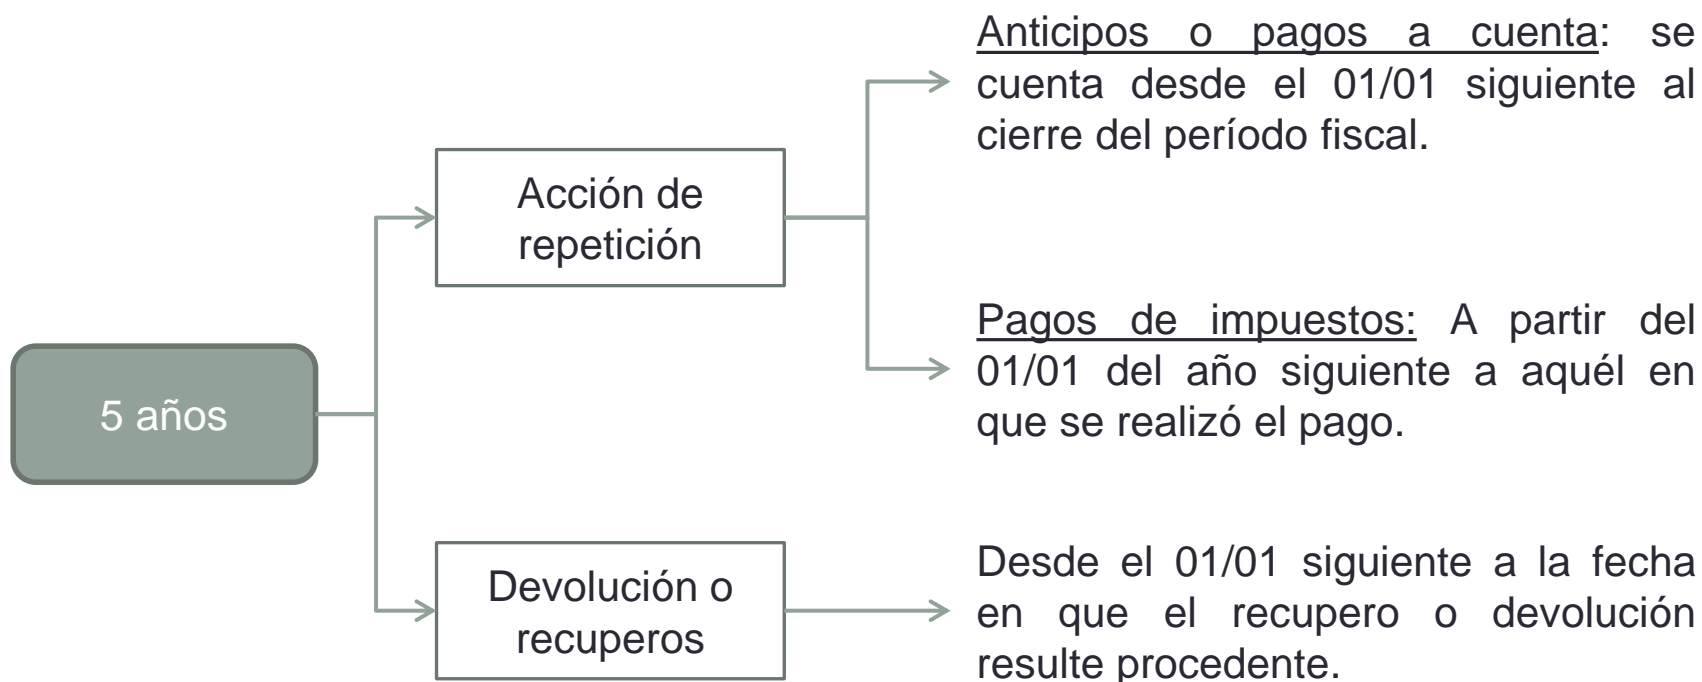 5 años
Acción de
repetición
Anticipos o pagos a cuenta: se
cuenta desde el 01/01 siguiente al
cierre del período fiscal.
Pagos de impuestos: A partir del
01/01 del año siguiente a aquél en
que se realizó el pago.
Devolución o
recuperos
Desde el 01/01 siguiente a la fecha
en que el recupero o devolución
resulte procedente.